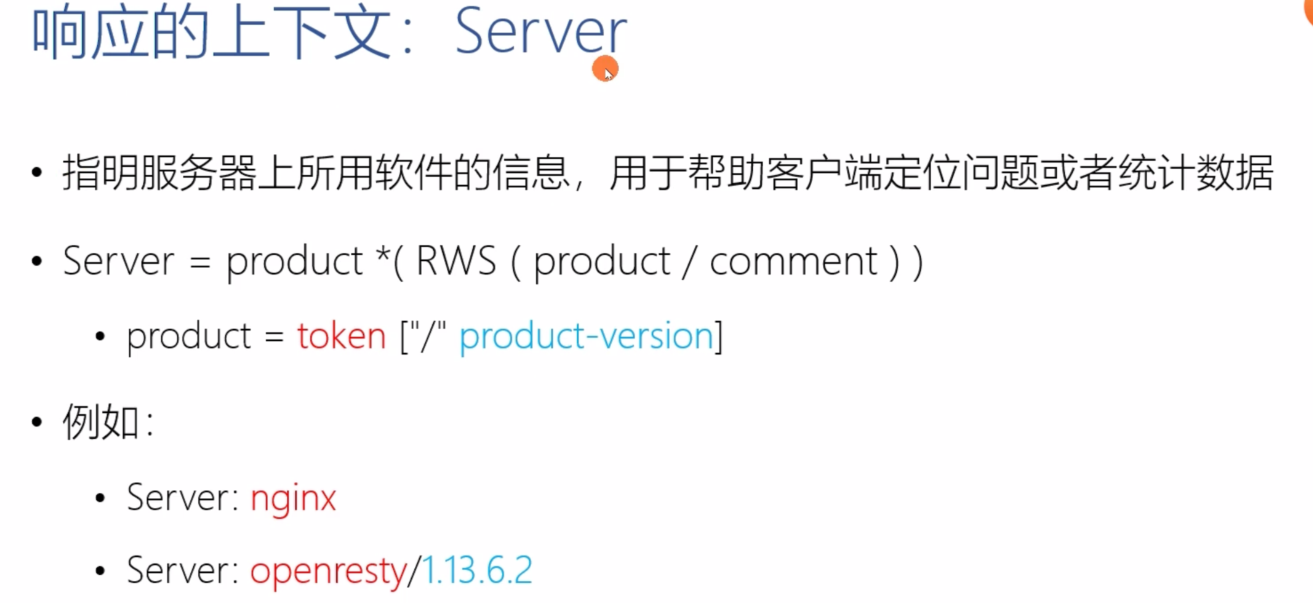 响应的上下文：Server
• 指明服务器上所用软件的信息，用于帮助客户端定位问题或者统计数据
• Server = product *( RWS ( product / comment ) )
• product = token ["/" product-version]
• 例如：
• Server: nginx
• Server: openresty/1.13.6.2